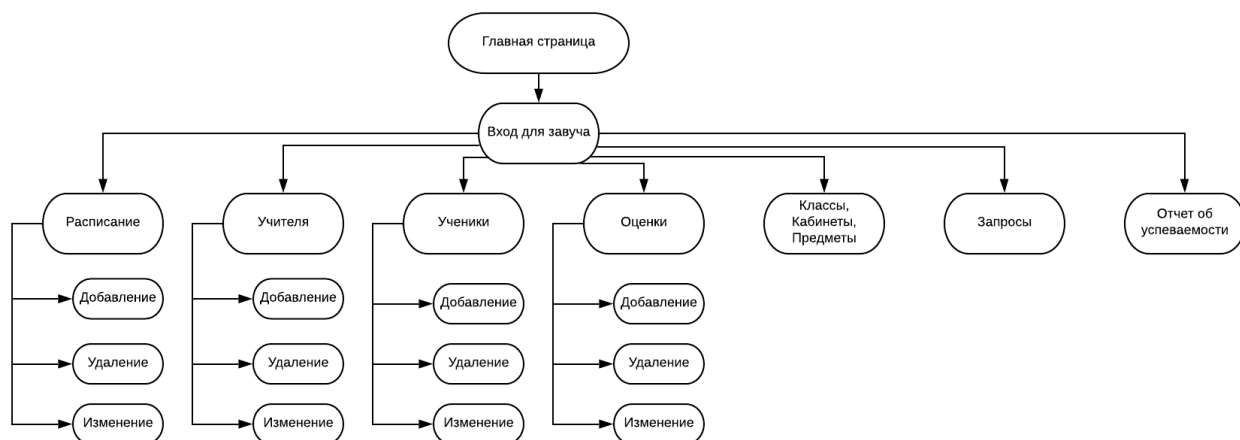 Главная страница
Вход для завуча
Расписание
Учителя
Ученики
Оценки
Классы,
Кабинеты,
Предметы
Запросы
Отчет об
успеваемости
Добавление
Добавление
Добавление
Добавление
Удаление
Удаление
Удаление
Удаление
Изменение
Изменение
Изменение
Изменение